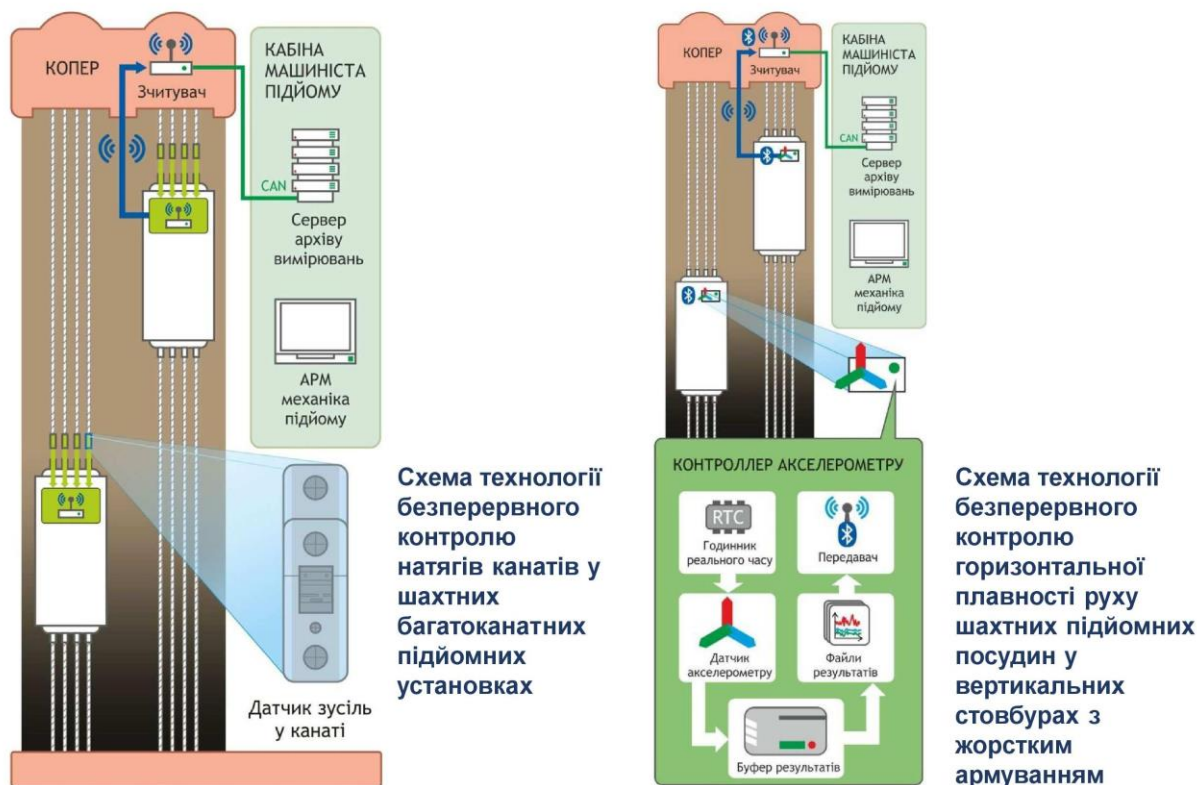 КОПЕР
Зчитувач
КАБІНА
МАШИНІСТА
ПІДЙОМУ
CAN
Сервер
архіву
вимірювань
АРМ
механіка
підйому
Датчик зусіль
у канаті
Схема технології
безперервного
контролю
натягів канатів у
шахтних
багатоканатних
підйомних
установках
КОПЕР
Зчитувач
КАБІНА
МАШИНІСТА
ПІДЙОМУ
CAN
Сервер
архіву
вимірювань
АРМ
механіка
підйому
КОНТРОЛЛЕР АКСЕЛЕРОМЕТРУ
RTC
Годинник
реального часу
Передавач
Датчик
акселерометру
Файли
результатів
Буфер результатів
Схема технології
безперервного
контролю
горизонтальної
плавності руху
шахтних підйомних
посудин у
вертикальних
стовбурах з
жорстким
армуванням